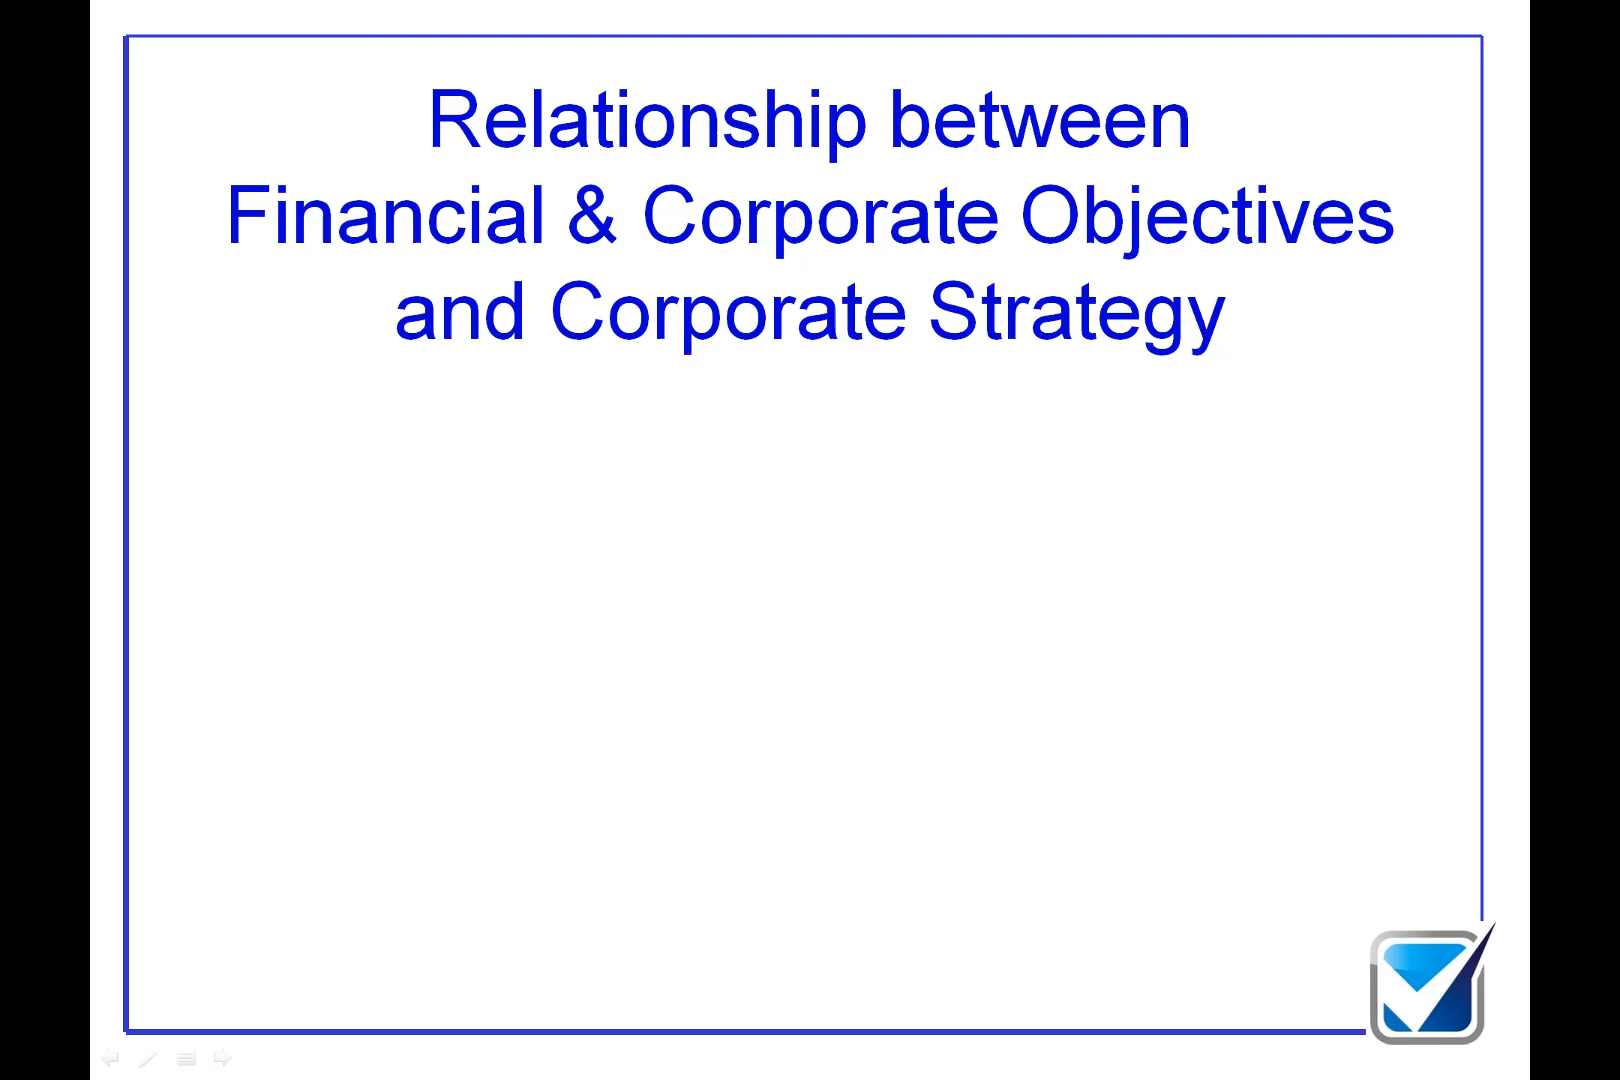 Relationship between
Financial & Corporate Objectives
and Corporate Strategy